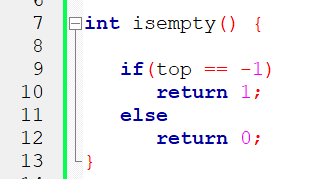 7 int isempty() {
8
9 if(top == -1)
10 return 1;
11 else
12 return 0;
13 }